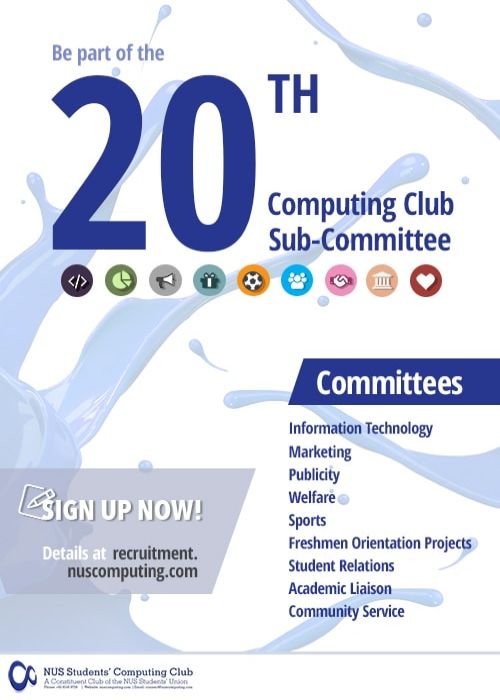 Be part of the
20TH
Computing Club
Sub-Committee
Committees
Information Technology
Marketing
Publicity
Welfare
Sports
Freshmen Orientation Projects
Student Relations
Academic Liaison
Community Service
SIGN UP NOW!
Details at recruitment.
nuscomputing.com
NUS Students' Computing Club
A Constituent Club of the NUS Students' Union